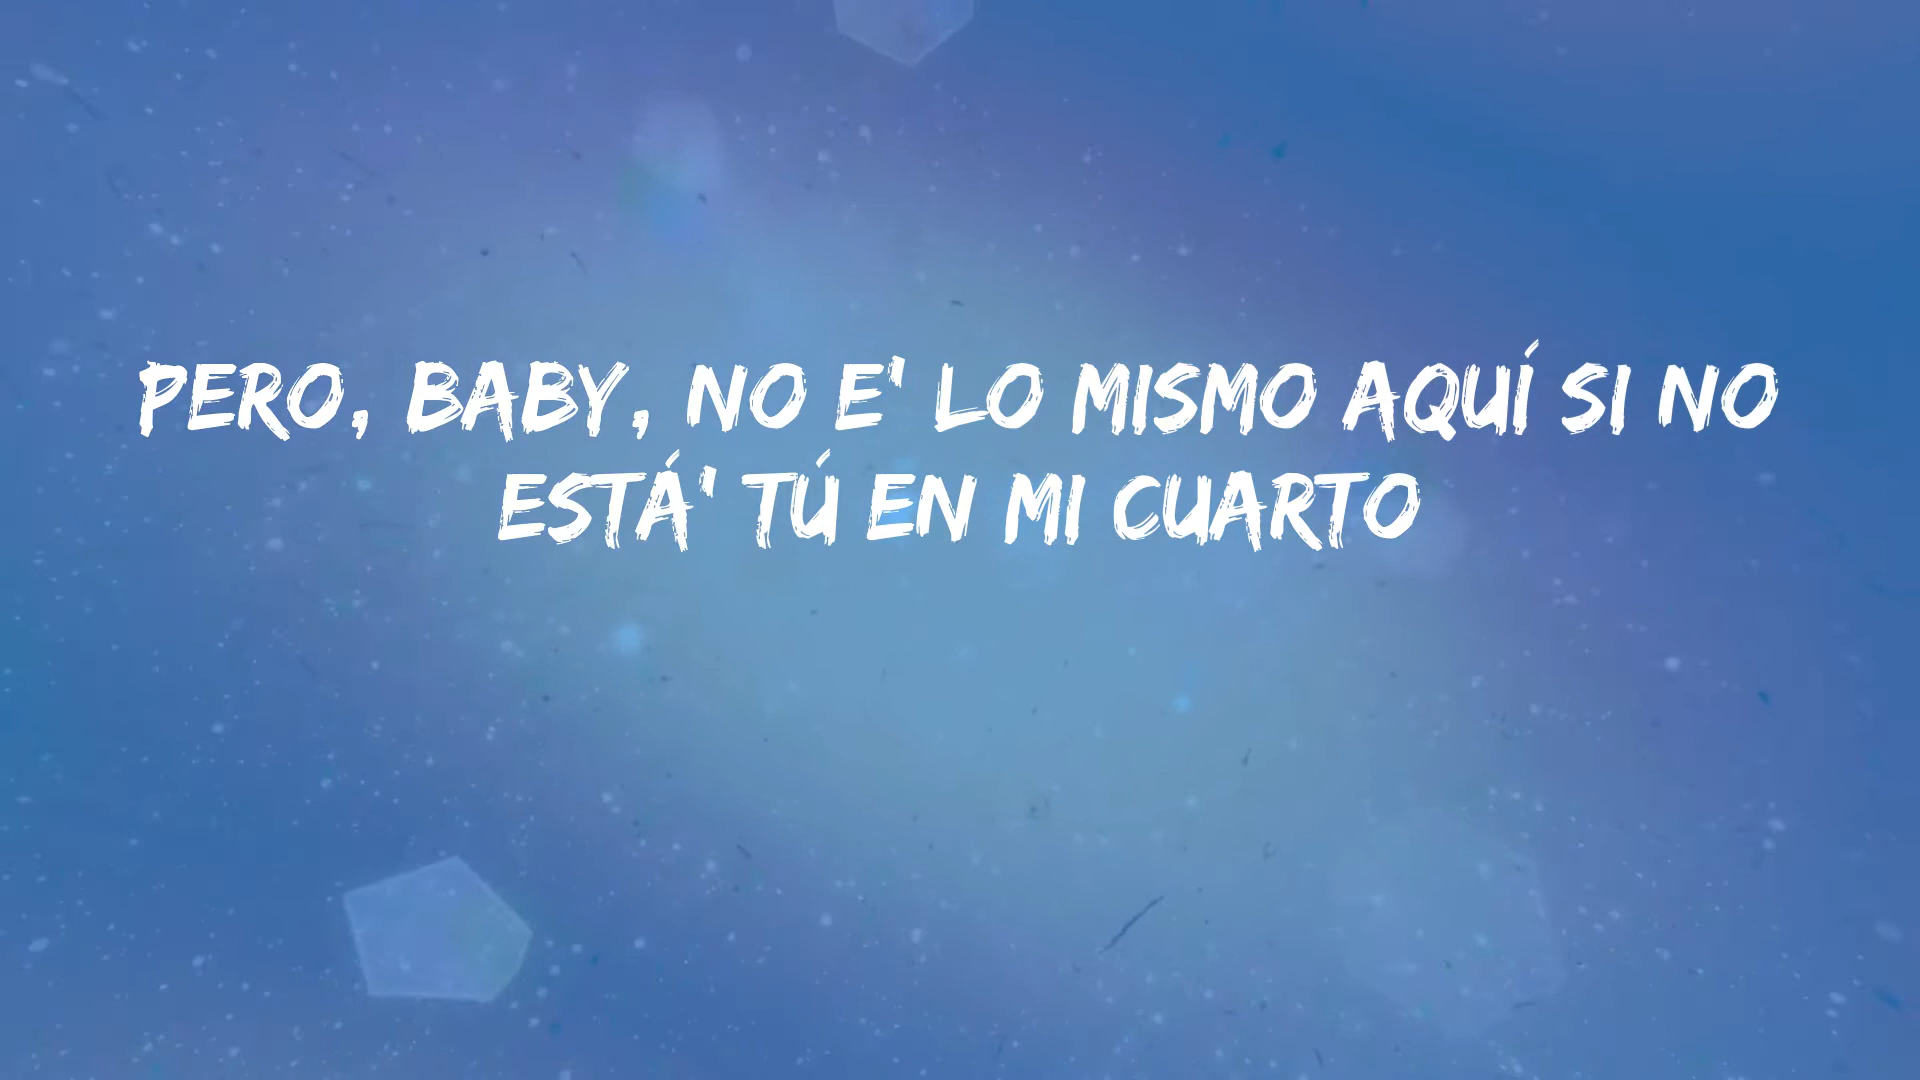 PERO, BABY, NO E' LO MISMO AQUÍ SI NO
ESTÁ' TÚ EN MI CUARTO